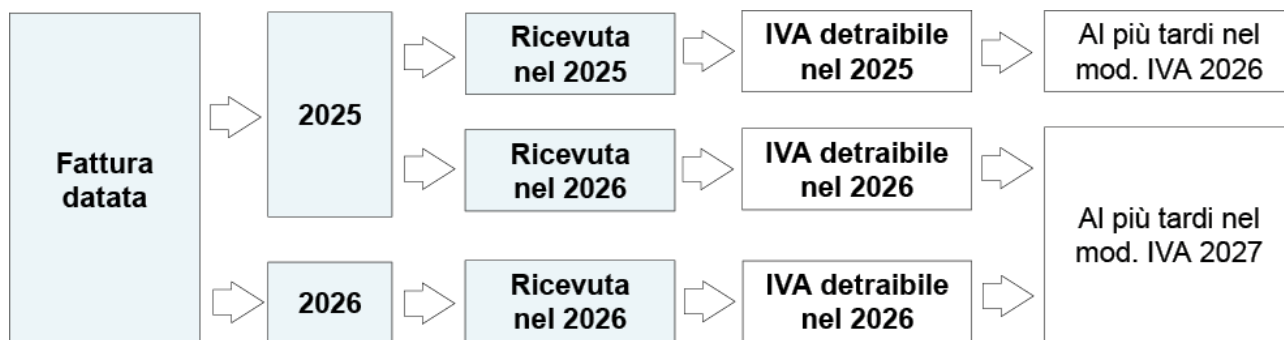 Fattura
datata
2025
Ricevuta
nel 2025
IVA detraibile
nel 2025
Al più tardi nel
mod. IVA 2026
Ricevuta
nel 2026
IVA detraibile
nel 2026
Al più tardi nel
mod. IVA 2027
2026
Ricevuta
nel 2026
IVA detraibile
nel 2026